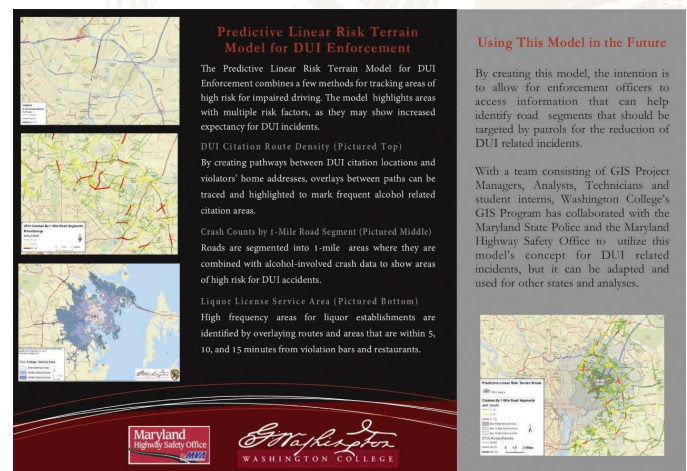 Predictive Linear Risk Terrain
Model for DUI Enforcement
The Predictive Linear Risk Terrain Model for DUI
Enforcement combines a few methods for tracking areas of
high risk for impaired driving. The model highlights areas
with multiple risk factors, as they may show increased
expectancy for DUI incidents.
DUI Citation Route Density (Pictured Top)
By creating pathways between DUI citation locations and
violators' home addresses, overlays between paths can be
traced and highlighted to mark frequent alcohol related
citation areas.
Crash Counts by 1-Mile Road Segment (Pictured Middle)
Roads are segmented into 1-mile areas where they are
combined with alcohol-involved crash data to show areas
of high risk for DUI accidents.
Liquor License Service Area (Pictured Bottom)
High frequency areas for liquor establishments are
identified by overlaying routes and areas that are within 5,
10, and 15 minutes from violation bars and restaurants.
Maryland
Highway Safety Office
MVA
G Washington
WASHINGTON COLLEGE
Using This Model in the Future
By creating this model, the intention is
to allow for enforcement officers to
access information that can help
identify road segments that should be
targeted by patrols for the reduction of
DUI related incidents.
With a team consisting of GIS Project
Managers, Analysts, Technicians and
student interns, Washington College's
GIS Program has collaborated with the
Maryland State Police and the Maryland
Highway Safety Office to utilize this
model's concept for DUI related
incidents, but it can be adapted and
used for other states and analyses.
Predictive Linear Risk Terrain Model